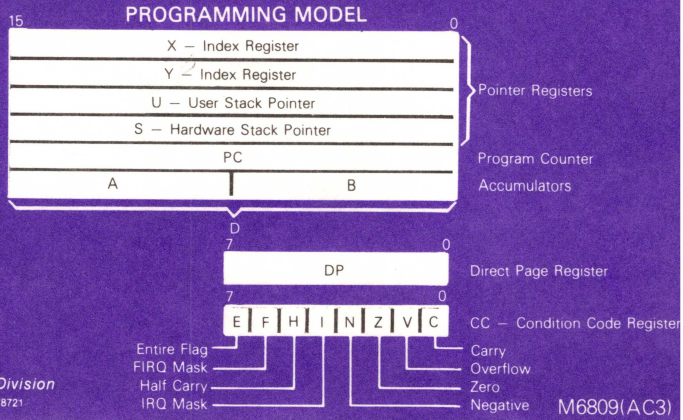 PROGRAMMING MODEL
15 0
X – Index Register
Y – Index Register
U – User Stack Pointer
S – Hardware Stack Pointer
Pointer Registers
PC
Program Counter
A B
Accumulators
D
7 0
DP
Direct Page Register
7 0
E F H I N Z V C
CC – Condition Code Register
Entire Flag
FIRQ Mask
Half Carry
IRQ Mask
Carry
Overflow
Zero
Negative
Division
8721
M6809(AC3)